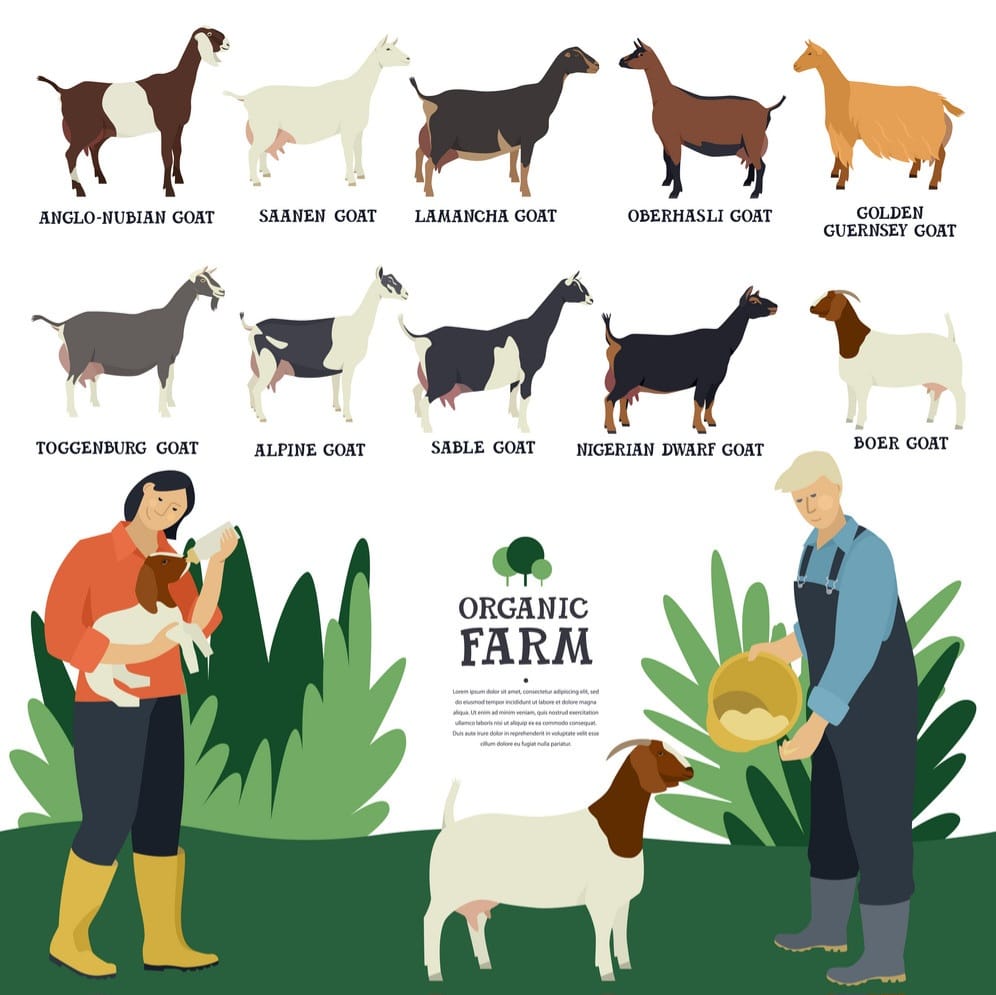 ANGLO-NUBIAN GOAT
SAANEN GOAT
LAMANCHA GOAT
OBERHASLI GOAT
GOLDEN
GUERNSEY GOAT
TOGGENBURG GOAT
ALPINE GOAT
SABLE GOAT
NIGERIAN DWARF GOAT
BOER GOAT
ORGANIC
FARM
Lorem ipsum dolor sit amet, consectetur adipiscing elit, sed
do eiusmod tempor incididunt ut labore et dolore magna
aliqua. Ut enim ad minim veniam, quis nostrud exercitation
ullamco laboris nisi ut aliquip ex ea commodo consequat.
Duis aute irure dolor in reprehenderit in voluptate velit esse
cillum dolore eu fugiat nulla pariatur.